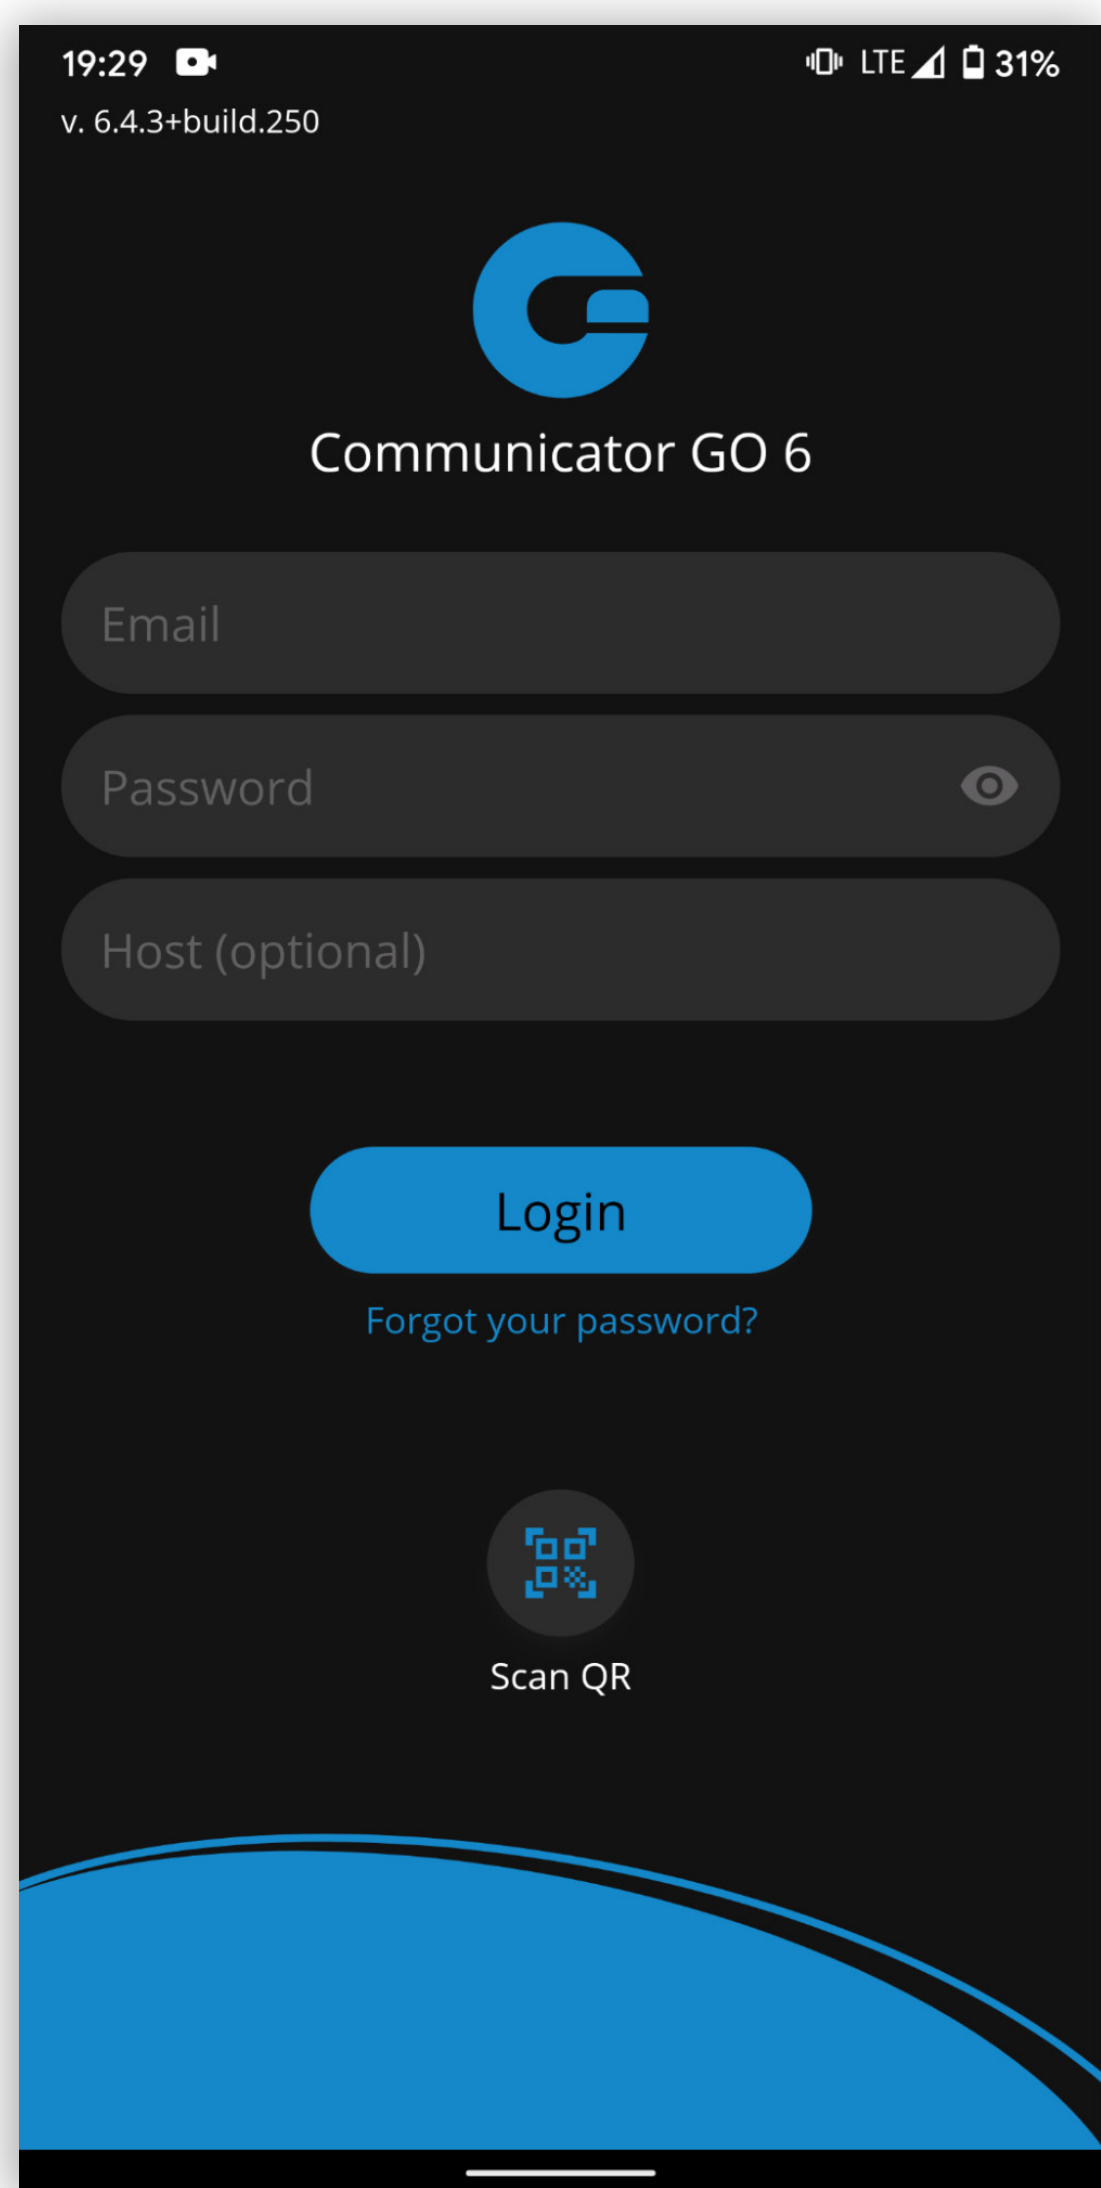 19:29 LTE 31%
v. 6.4.3+build.250
Communicator GO 6
Email
Password
Host (optional)
Login
Forgot your password?
Scan QR